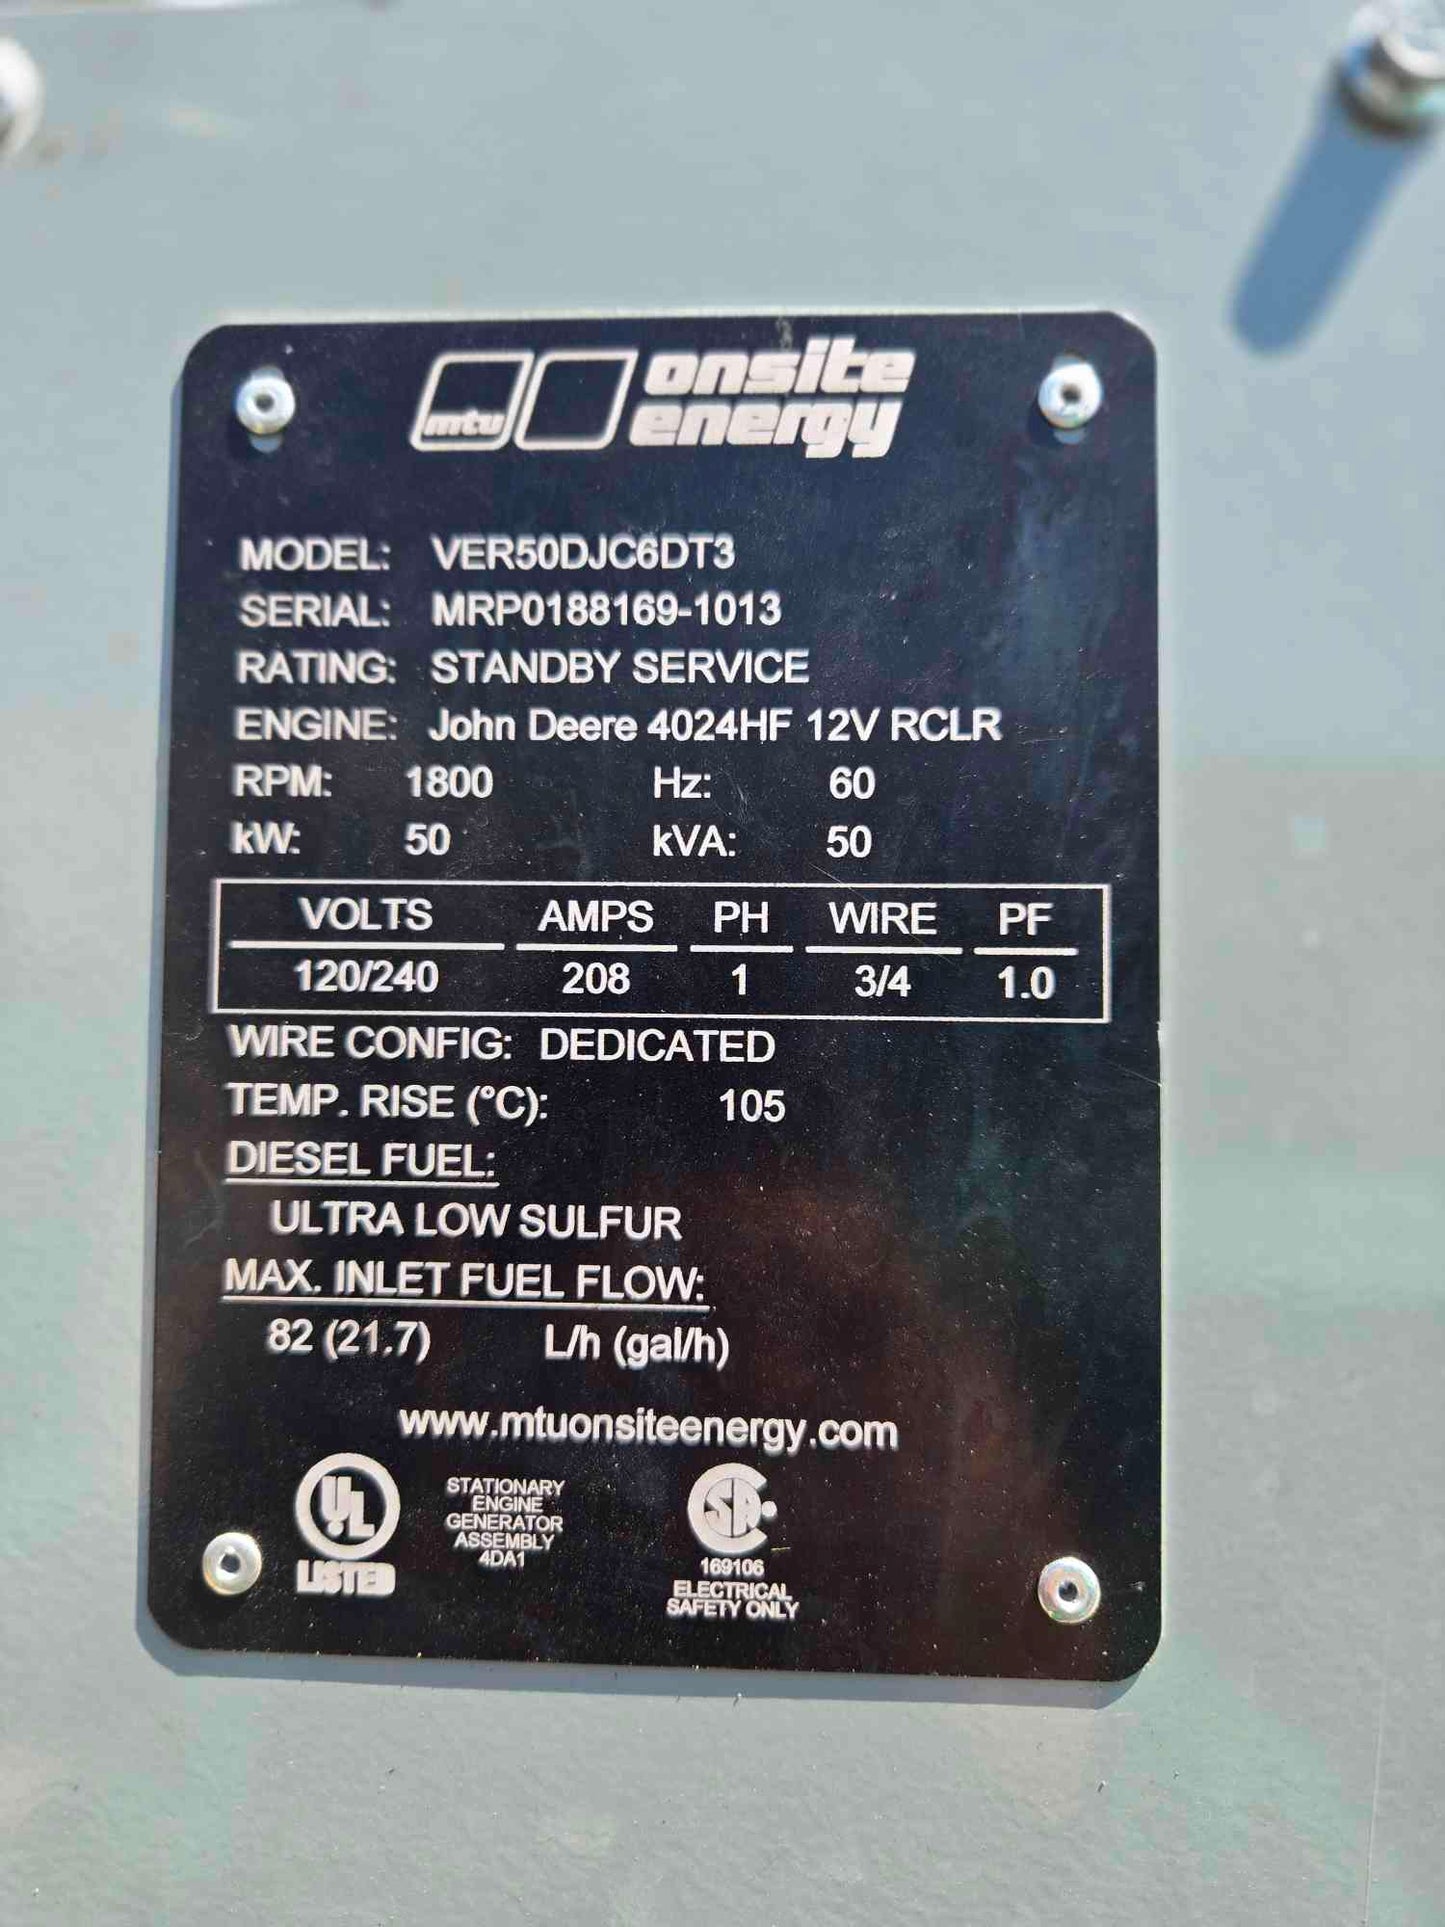 mtu onsite
energy
MODEL: VER50DJC6DT3
SERIAL: MRP0188169-1013
RATING: STANDBY SERVICE
ENGINE: John Deere 4024HF 12V RCLR
RPM: 1800 Hz: 60
kW: 50 kVA: 50
VOLTS AMPS PH WIRE PF
120/240 208 1 3/4 1.0
WIRE CONFIG: DEDICATED
TEMP. RISE (°C): 105
DIESEL FUEL:
ULTRA LOW SULFUR
MAX. INLET FUEL FLOW:
82 (21.7) L/h (gal/h)
www.mtuonsiteenergy.com
UL
LISTED
STATIONARY
ENGINE
GENERATOR
ASSEMBLY
4DA1
SA
169106
ELECTRICAL
SAFETY ONLY